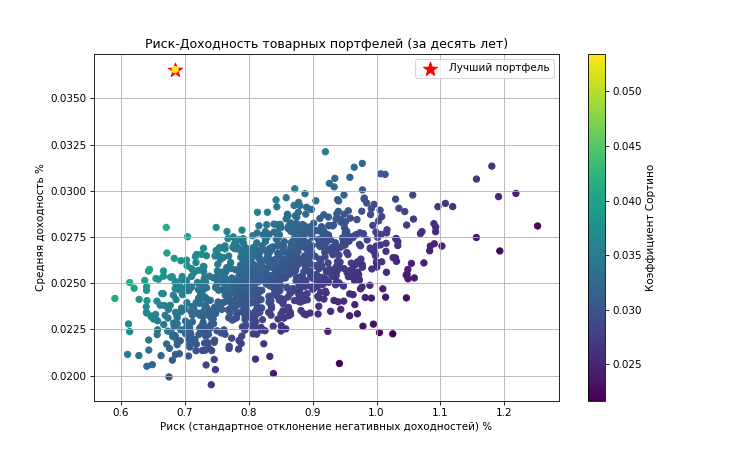 Риск-Доходность товарных портфелей (за десять лет)
Лучший портфель
Средняя доходность %
0.0350
0.0325
0.0300
0.0275
0.0250
0.0225
0.0200
0.6 0.7 0.8 0.9 1.0 1.1 1.2
Риск (стандартное отклонение негативных доходностей) %
0.050
0.045
0.040
0.035
0.030
0.025
Коэффициент Сортино